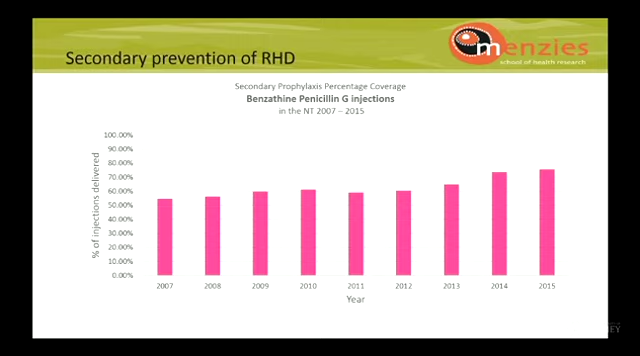 Secondary prevention of RHD
menzies
school of health research
Secondary Prophylaxis Percentage Coverage
Benzathine Penicillin G injections
in the NT 2007 – 2015
% of injections delivered
100.00%
90.00%
80.00%
70.00%
60.00%
50.00%
40.00%
30.00%
20.00%
10.00%
0.00%
2007 2008 2009 2010 2011 2012 2013 2014 2015
Year